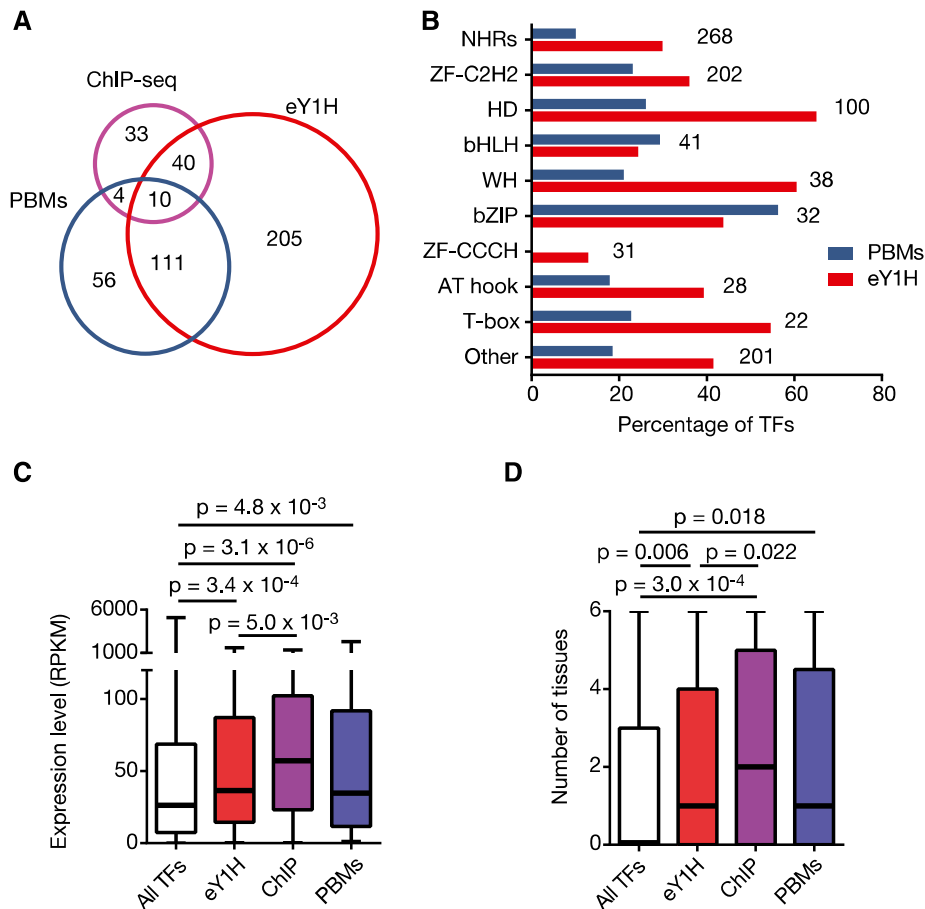 A
ChIP-seq
eY1H
PBMs
33
40
4
10
205
56
111
B
NHRs
268
ZF-C2H2
202
HD
100
bHLH
41
WH
38
bZIP
32
ZF-CCCH
31
AT hook
28
T-box
22
Other
201
PBMs
eY1H
0 20 40 60 80
Percentage of TFs
C
p = 4.8 x 10-3
p = 3.1 x 10-6
p = 3.4 x 10-4
p = 5.0 x 10-3
6000
1000
100
50
0
Expression level (RPKM)
All TFs
eY1H
ChIP
PBMs
D
p = 0.018
p = 0.006
p = 0.022
p = 3.0 x 10-4
6
4
2
0
Number of tissues
All TFs
eY1H
ChIP
PBMs